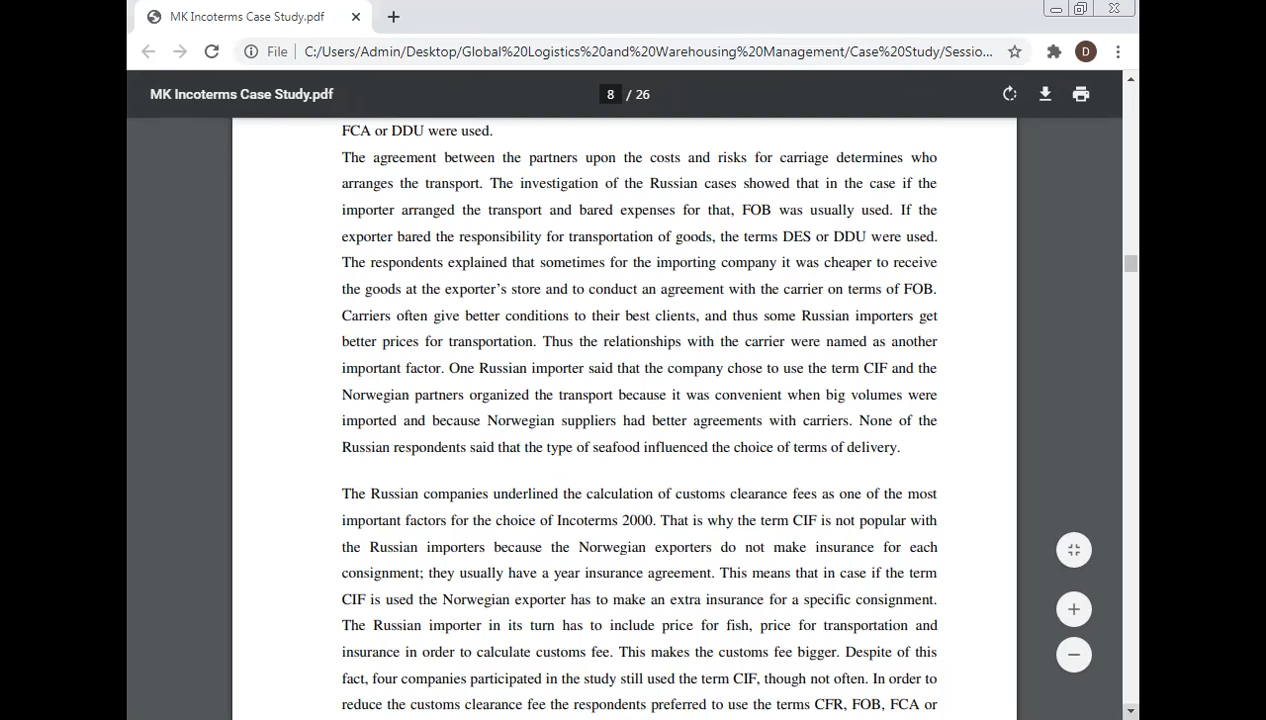 MK Incoterms Case Study.pdf
File C:/Users/Admin/Desktop/Global%20Logistics%20and%20Warehousing%20Management/Case%20Study/Sessio...
D
MK Incoterms Case Study.pdf
8 / 26
FCA or DDU were used.
The agreement between the partners upon the costs and risks for carriage determines who
arranges the transport. The investigation of the Russian cases showed that in the case if the
importer arranged the transport and bared expenses for that, FOB was usually used. If the
exporter bared the responsibility for transportation of goods, the terms DES or DDU were used.
The respondents explained that sometimes for the importing company it was cheaper to receive
the goods at the exporter's store and to conduct an agreement with the carrier on terms of FOB.
Carriers often give better conditions to their best clients, and thus some Russian importers get
better prices for transportation. Thus the relationships with the carrier were named as another
important factor. One Russian importer said that the company chose to use the term CIF and the
Norwegian partners organized the transport because it was convenient when big volumes were
imported and because Norwegian suppliers had better agreements with carriers. None of the
Russian respondents said that the type of seafood influenced the choice of terms of delivery.
The Russian companies underlined the calculation of customs clearance fees as one of the most
important factors for the choice of Incoterms 2000. That is why the term CIF is not popular with
the Russian importers because the Norwegian exporters do not make insurance for each
consignment; they usually have a year insurance agreement. This means that in case if the term
CIF is used the Norwegian exporter has to make an extra insurance for a specific consignment.
The Russian importer in its turn has to include price for fish, price for transportation and
insurance in order to calculate customs fee. This makes the customs fee bigger. Despite of this
fact, four companies participated in the study still used the term CIF, though not often. In order to
reduce the customs clearance fee the respondents preferred to use the terms CFR, FOB, FCA or